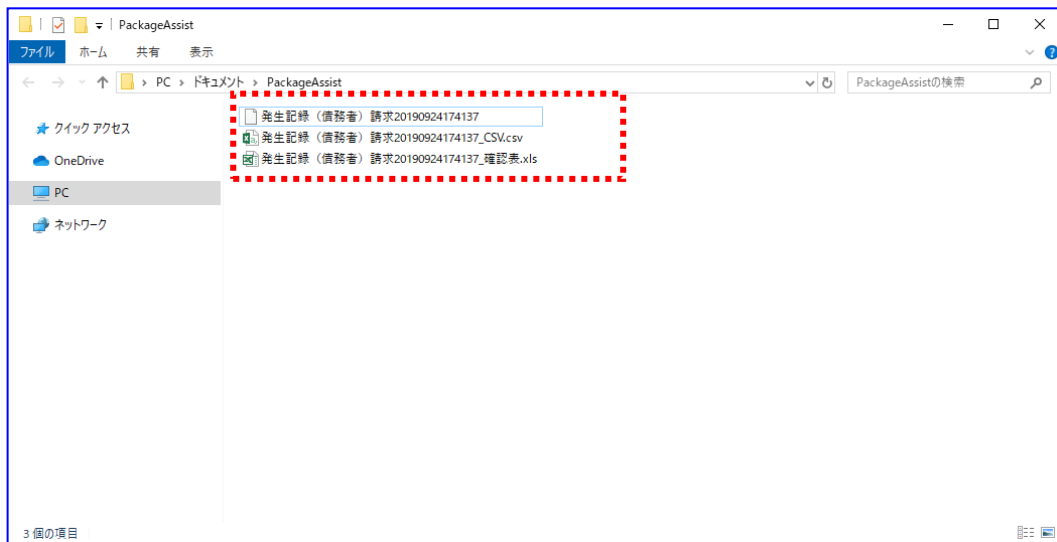 PackageAssist
ファイル ホーム 共有 表示
PC ドキュメント PackageAssist PackageAssistの検索
クイック アクセス
OneDrive
PC
ネットワーク
発生記録（債務者）請求20190924174137
発生記録（債務者）請求20190924174137_CSV.csv
発生記録（債務者）請求20190924174137_確認表.xls
3 個の項目